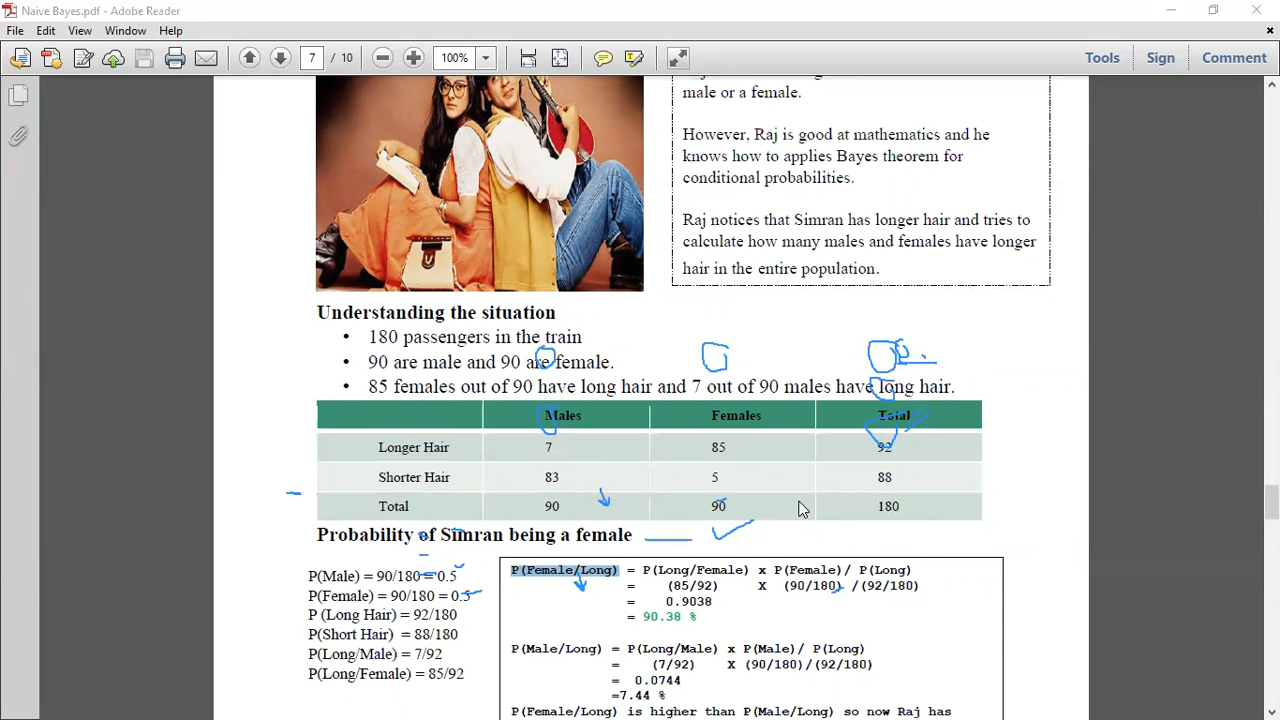 Naive Bayes.pdf - Adobe Reader
File Edit View Window Help
7 / 10 100% Tools Sign Comment
male or a female.
However, Raj is good at mathematics and he
knows how to applies Bayes theorem for
conditional probabilities.
Raj notices that Simran has longer hair and tries to
calculate how many males and females have longer
hair in the entire population.
Understanding the situation
• 180 passengers in the train
• 90 are male and 90 are female.
• 85 females out of 90 have long hair and 7 out of 90 males have long hair.
Males Females Total
Longer Hair 7 85 92
Shorter Hair 83 5 88
Total 90 90 180
Probability of Simran being a female
P(Male) = 90/180 = 0.5
P(Female) = 90/180 = 0.5
P (Long Hair) = 92/180
P(Short Hair) = 88/180
P(Long/Male) = 7/92
P(Long/Female) = 85/92
P(Female/Long) = P(Long/Female) x P(Female)/ P(Long)
= (85/92) X (90/180) /(92/180)
= 0.9038
= 90.38 %
P(Male/Long) = P(Long/Male) x P(Male)/ P(Long)
= (7/92) X (90/180)/(92/180)
= 0.0744
=7.44 %
P(Female/Long) is higher than P(Male/Long) so now Raj has